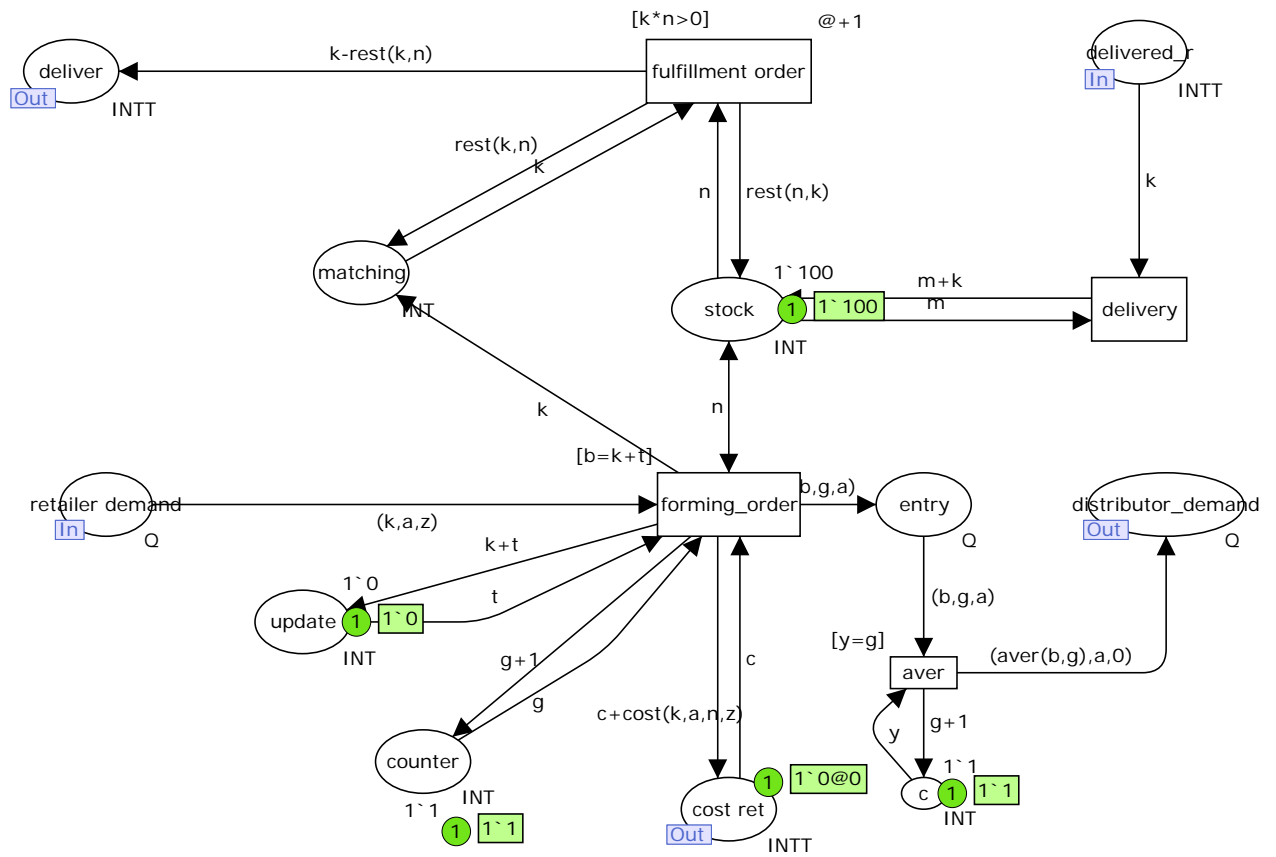 [k*n>0]
@+1
deliver
Out
INTT
k-rest(k,n)
fulfillment order
delivered_r
In
INTT
rest(k,n)
k
n
rest(n,k)
k
matching
INT
1`100
stock
1
1`100
INT
m+k
m
delivery
k
n
[b=k+t]
retailer demand
In
Q
(k,a,z)
forming_order
b,g,a)
entry
Q
distributor_demand
Out
Q
k+t
1`0
update
1
1`0
INT
t
(b,g,a)
[y=g]
aver
(aver(b,g),a,0)
g+1
g
c
c+cost(k,a,n,z)
y
g+1
counter
INT
1`1
1
1`1
1
1`0@0
cost ret
Out
INTT
1`1
c
1
1`1
INT